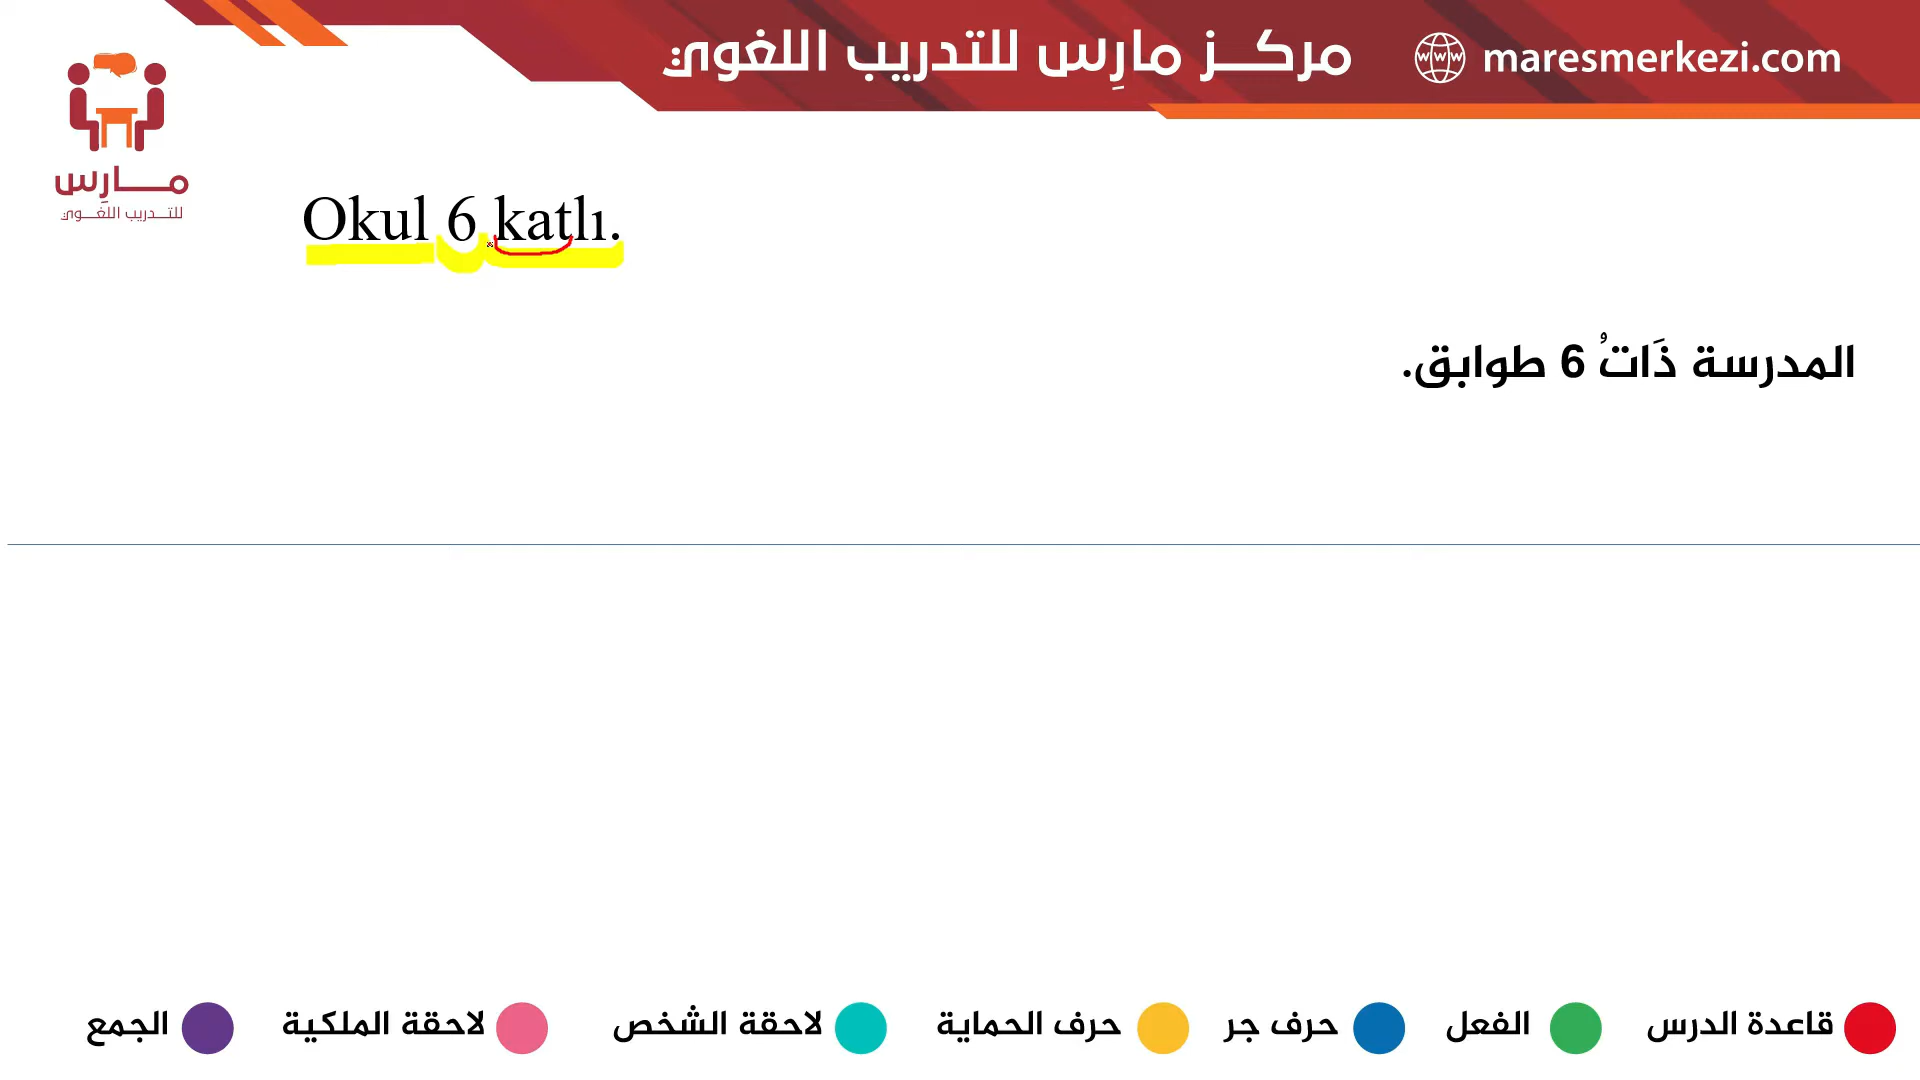 مركـــز مارِس للتدريب اللغوي
www
maresmerkezi.com
مـــارِس
للتـــدريب اللغـــوي
Okul 6 katlı.
المدرسة ذَاتُ 6 طوابق.
قاعدة الدرس
الفعل
حرف جر
حرف الحماية
لاحقة الشخص
لاحقة الملكية
الجمع